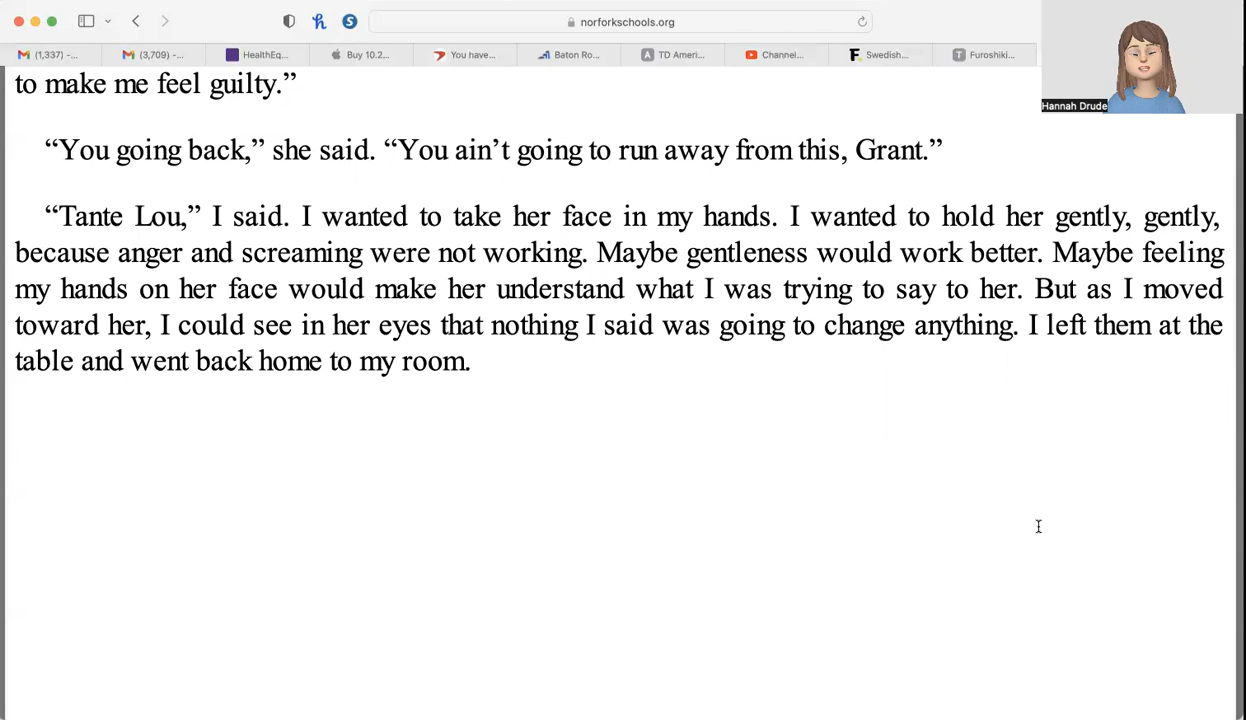 norforkschools.org
(1,337) -...
(3,709) -...
HealthEq...
Buy 10.2...
You have...
Baton Ro...
TD Ameri...
Channel...
Swedish...
Furoshiki...
Hannah Drude
to make me feel guilty.”
“You going back,” she said. “You ain’t going to run away from this, Grant.”
“Tante Lou,” I said. I wanted to take her face in my hands. I wanted to hold her gently, gently,
because anger and screaming were not working. Maybe gentleness would work better. Maybe feeling
my hands on her face would make her understand what I was trying to say to her. But as I moved
toward her, I could see in her eyes that nothing I said was going to change anything. I left them at the
table and went back home to my room.